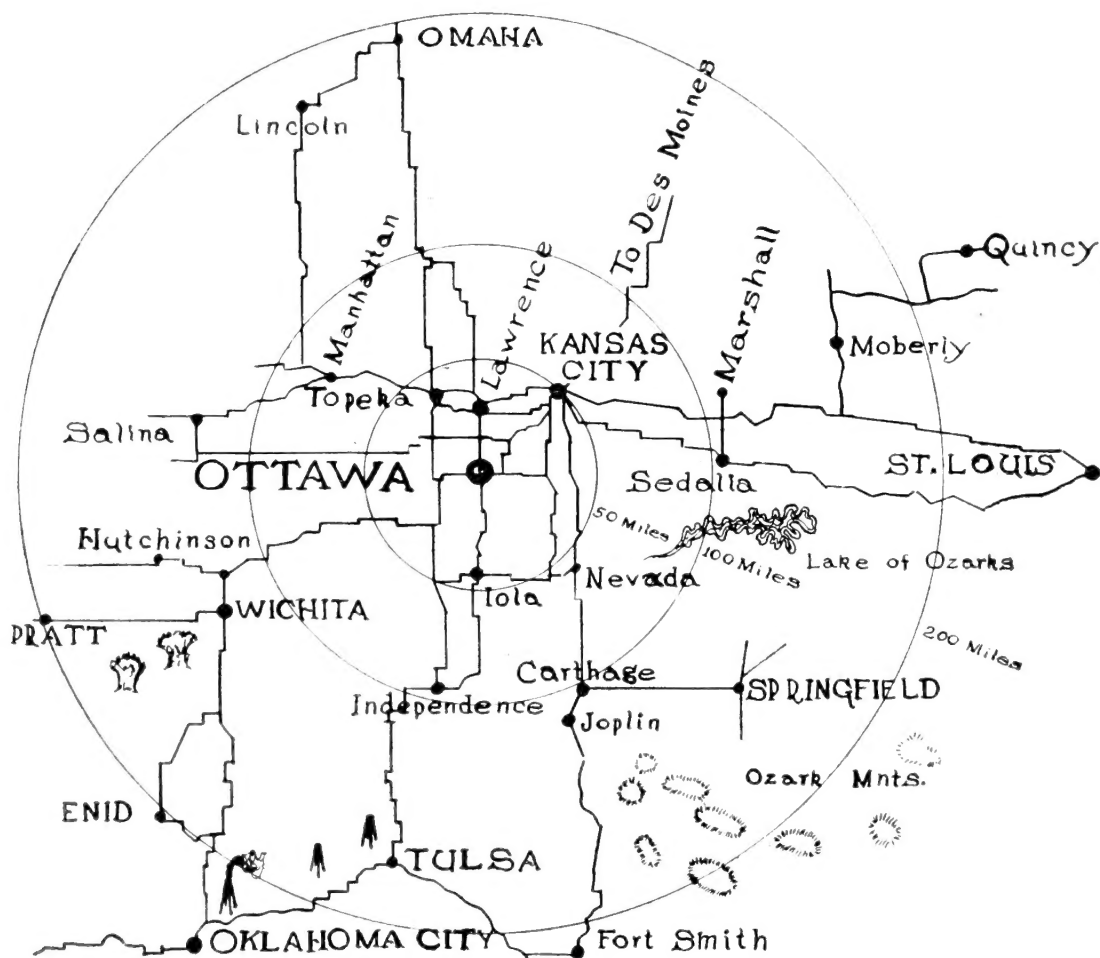 OMAHA
Lincoln
To Des Moines
Manhattan
Lawrence
Marshall
Quincy
KANSAS
CITY
Moberly
Topeka
Salina
OTTAWA
Sedalia
ST. LOUIS
50 Miles
100 Miles
Lake of Ozarks
Hutchinson
Nevada
Iola
WICHITA
PRATT
200 Miles
Carthage
SPRINGFIELD
Independence
Joplin
Ozark Mnts.
ENID
TULSA
OKLAHOMA CITY
Fort Smith